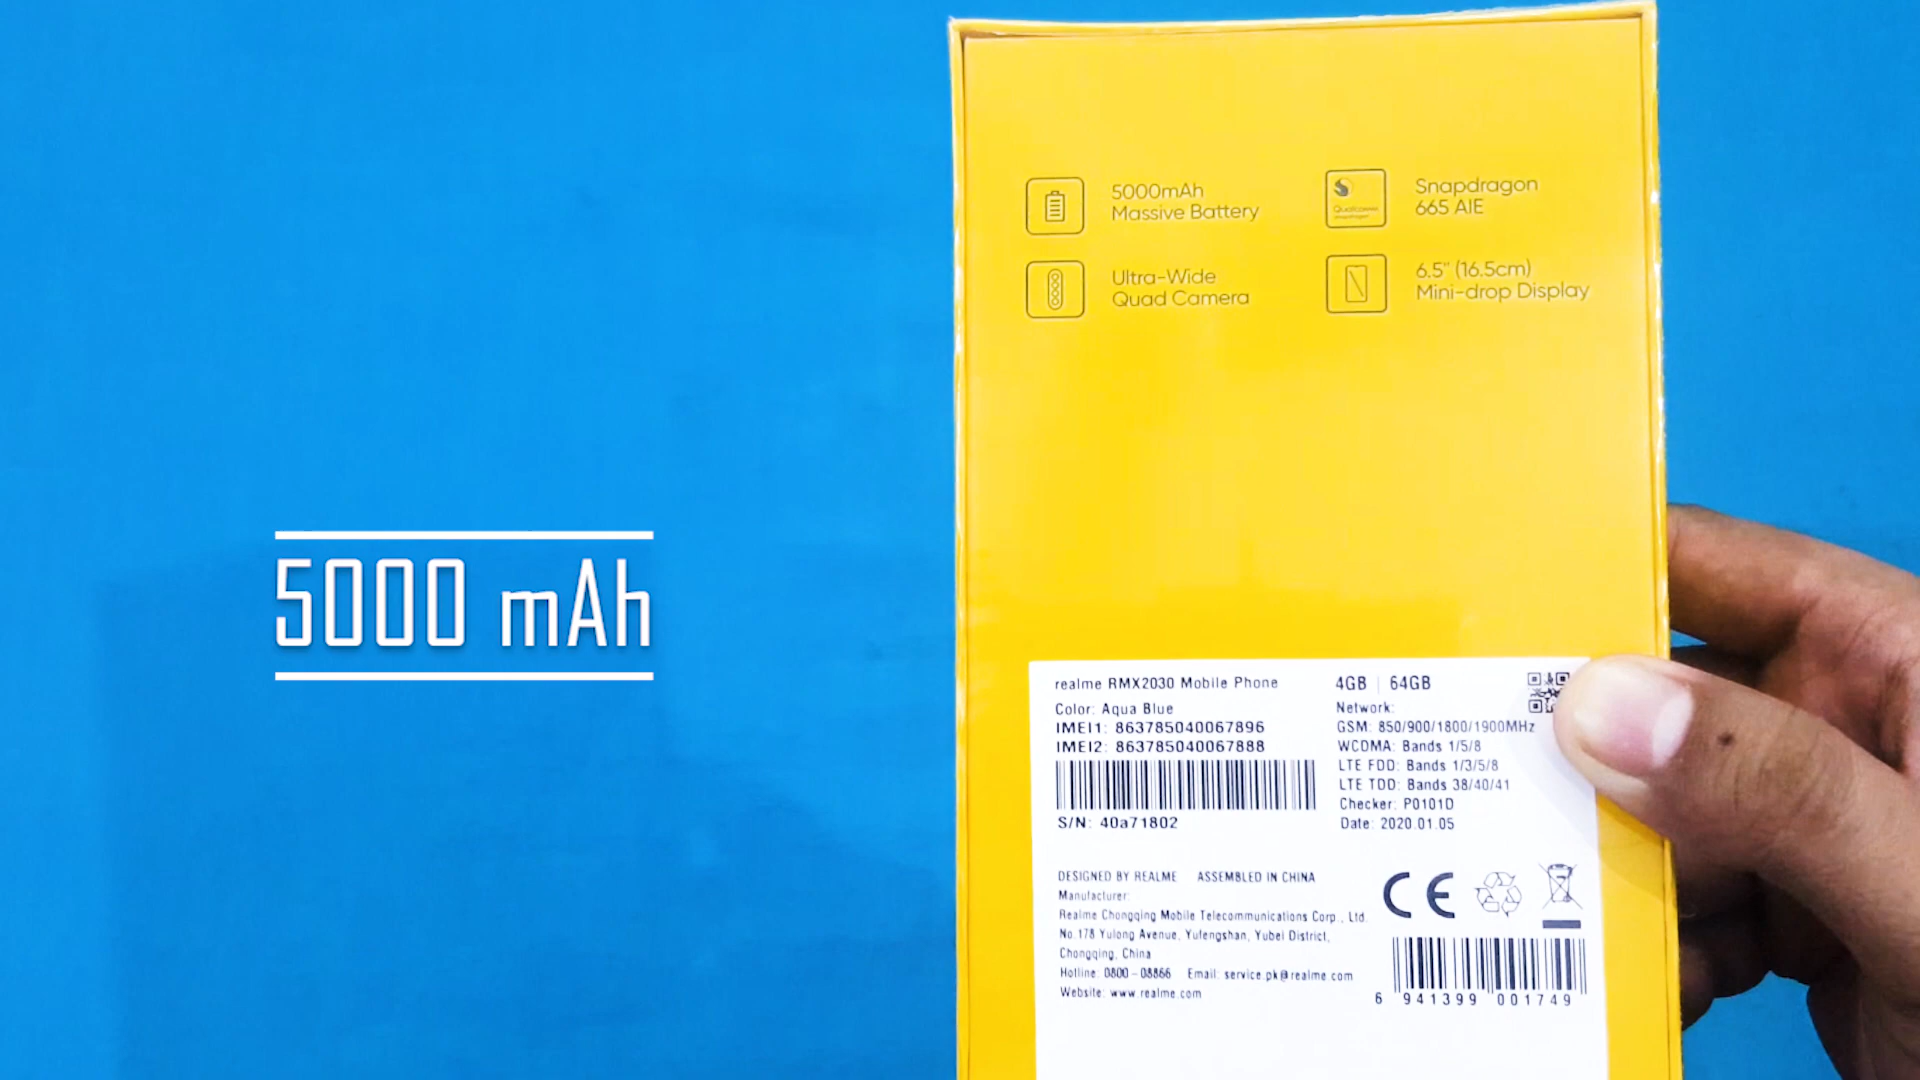 5000 mAh
5000mAh
Massive Battery
Snapdragon
665 AIE
Ultra-Wide
Quad Camera
6.5" (16.5cm)
Mini-drop Display
Qualcomm
snapdragon
realme RMX2030 Mobile Phone
Color: Aqua Blue
IMEI1: 863785040067896
IMEI2: 863785040067888
S/N: 40a71802
4GB | 64GB
Network:
GSM: 850/900/1800/1900MHz
WCDMA: Bands 1/5/8
LTE FDD: Bands 1/3/5/8
LTE TDD: Bands 38/40/41
Checker: P0101D
Date: 2020.01.05
DESIGNED BY REALME ASSEMBLED IN CHINA
Manufacturer:
Realme Chongqing Mobile Telecommunications Corp., Ltd.
No.178 Yulong Avenue, Yufengshan, Yubei District,
Chongqing, China
Hotline: 0800-08866 Email: service.pk@realme.com
Website: www.realme.com
CE
6 941399 001749